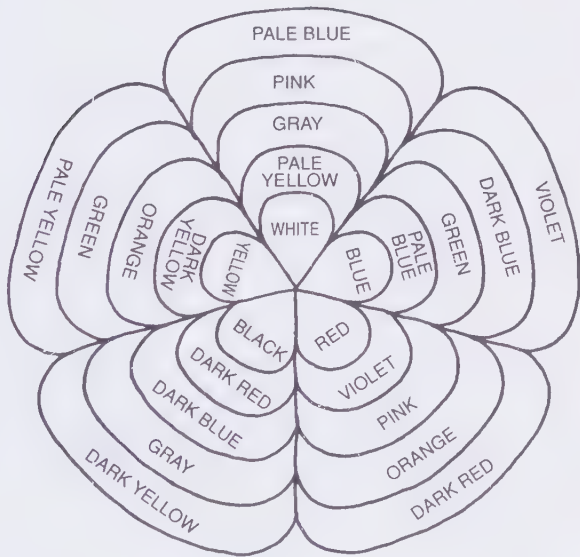 PALE BLUE
PINK
GRAY
PALE
YELLOW
WHITE
VIOLET
DARK BLUE
GREEN
PALE
BLUE
BLUE
DARK RED
ORANGE
PINK
VIOLET
RED
DARK YELLOW
GRAY
DARK BLUE
DARK RED
BLACK
PALE YELLOW
GREEN
ORANGE
DARK
YELLOW
YELLOW